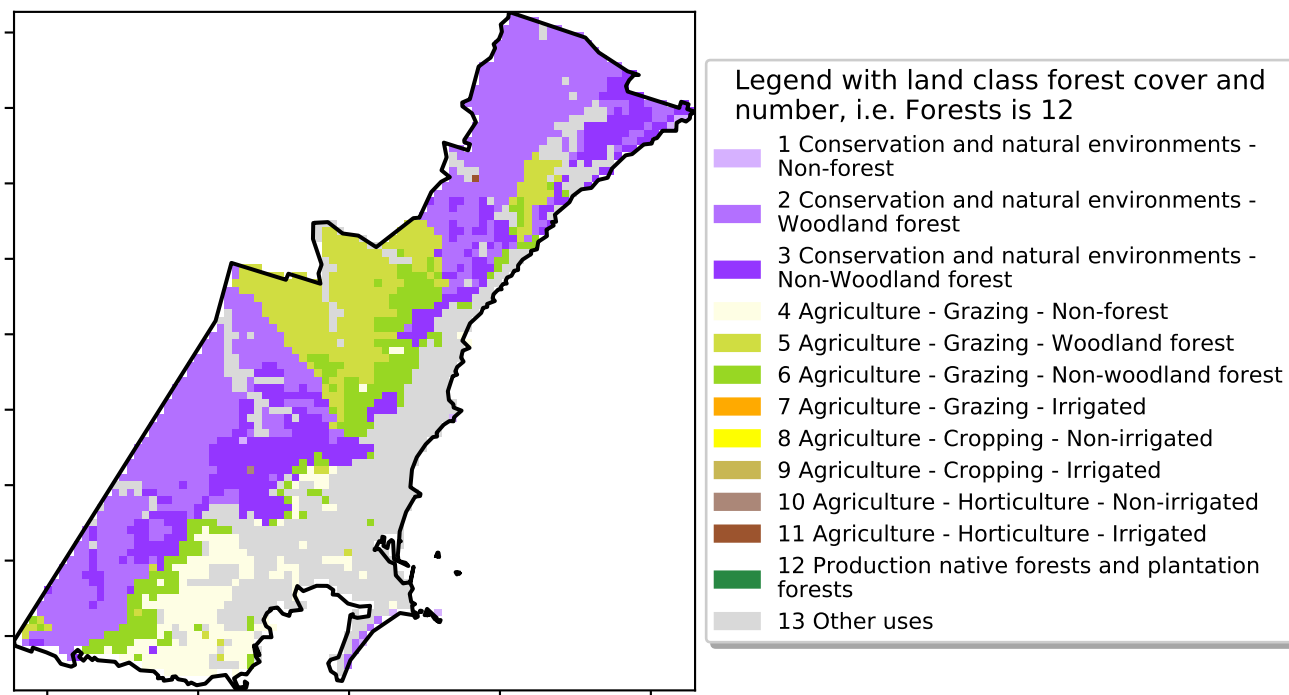 Legend with land class forest cover and
number, i.e. Forests is 12
1 Conservation and natural environments -
Non-forest
2 Conservation and natural environments -
Woodland forest
3 Conservation and natural environments -
Non-Woodland forest
4 Agriculture - Grazing - Non-forest
5 Agriculture - Grazing - Woodland forest
6 Agriculture - Grazing - Non-woodland forest
7 Agriculture - Grazing - Irrigated
8 Agriculture - Cropping - Non-irrigated
9 Agriculture - Cropping - Irrigated
10 Agriculture - Horticulture - Non-irrigated
11 Agriculture - Horticulture - Irrigated
12 Production native forests and plantation
forests
13 Other uses